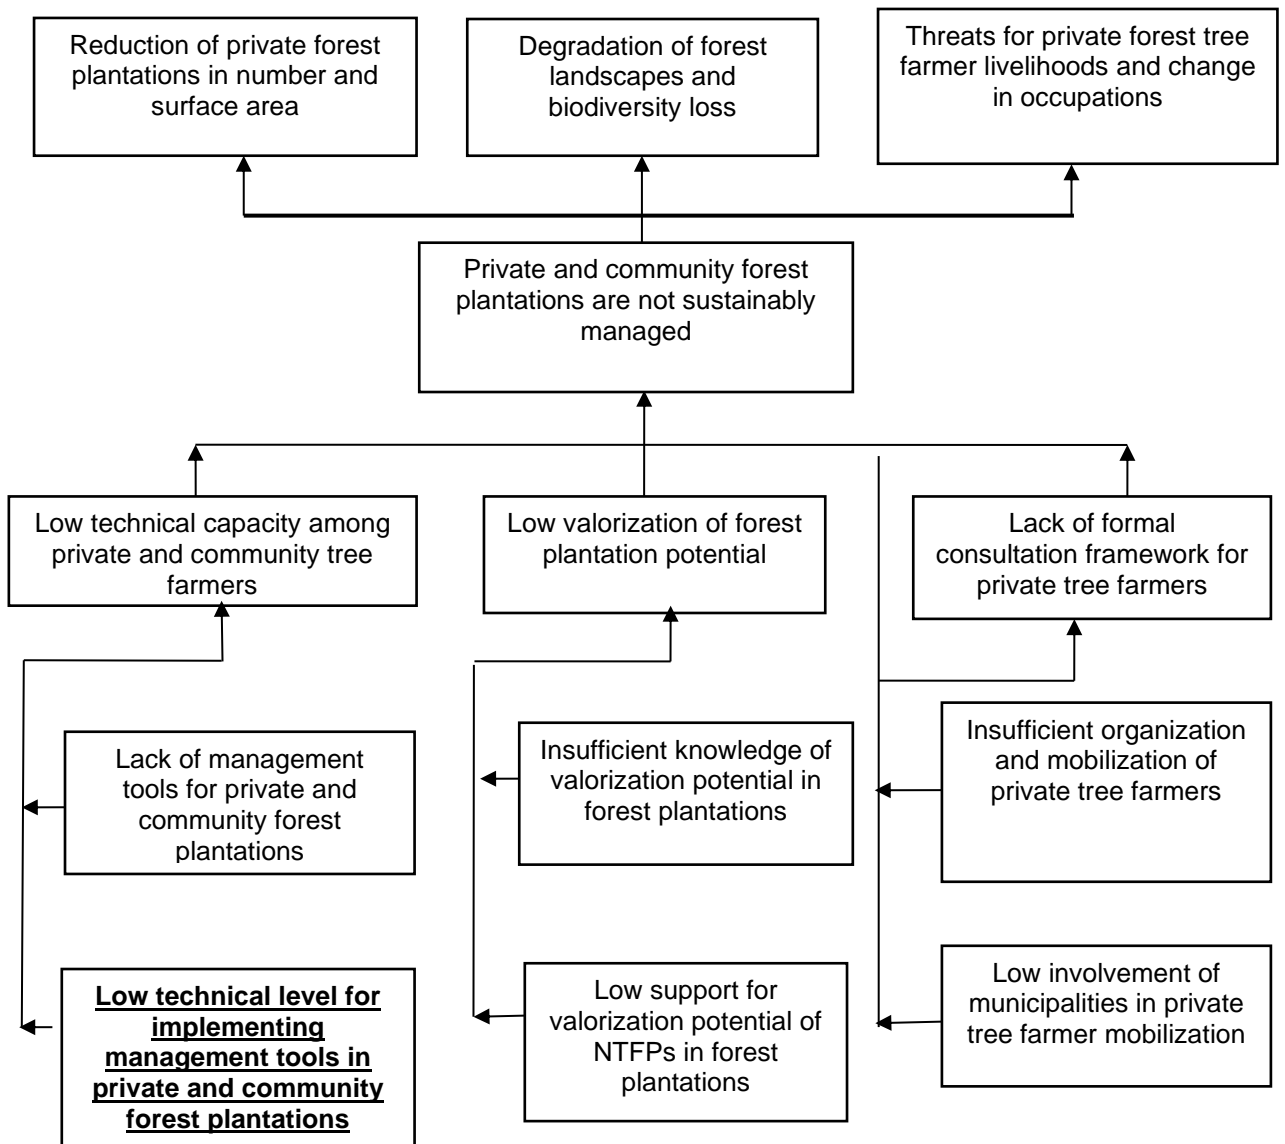 Reduction of private forest
plantations in number and
surface area
Degradation of forest
landscapes and
biodiversity loss
Threats for private forest tree
farmer livelihoods and change
in occupations
Private and community forest
plantations are not sustainably
managed
Low technical capacity among
private and community tree
farmers
Low valorization of forest
plantation potential
Lack of formal
consultation framework for
private tree farmers
Lack of management
tools for private and
community forest
plantations
Insufficient knowledge of
valorization potential in
forest plantations
Insufficient organization
and mobilization of
private tree farmers
Low technical level for
implementing
management tools in
private and community
forest plantations
Low support for
valorization potential of
NTFPs in forest
plantations
Low involvement of
municipalities in private
tree farmer mobilization